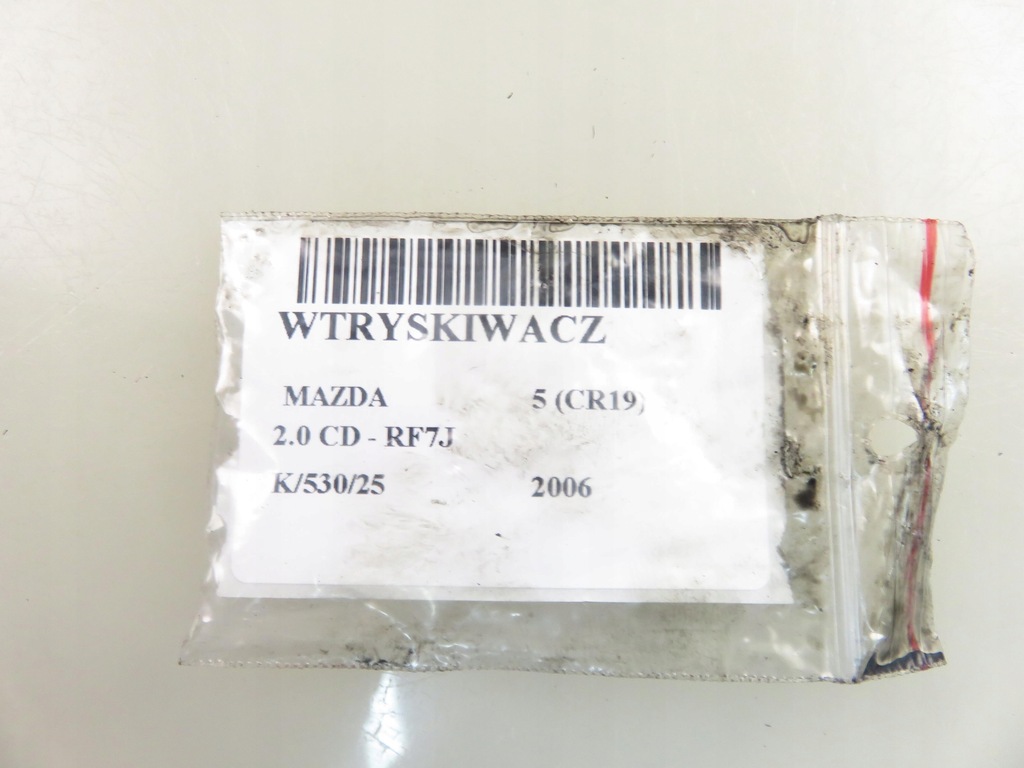 WTRYSKIWACZ
MAZDA 5 (CR19)
2.0 CD - RF7J
K/530/25 2006